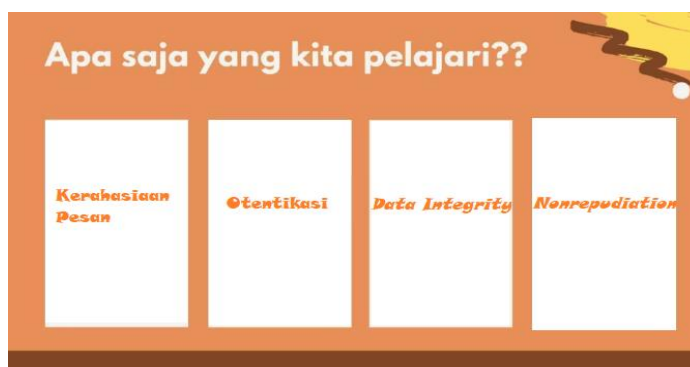 Apa saja yang kita pelajari??
Kerahasiaan
Pesan
Otentikasi
Data Integrity
Nonrepudiation